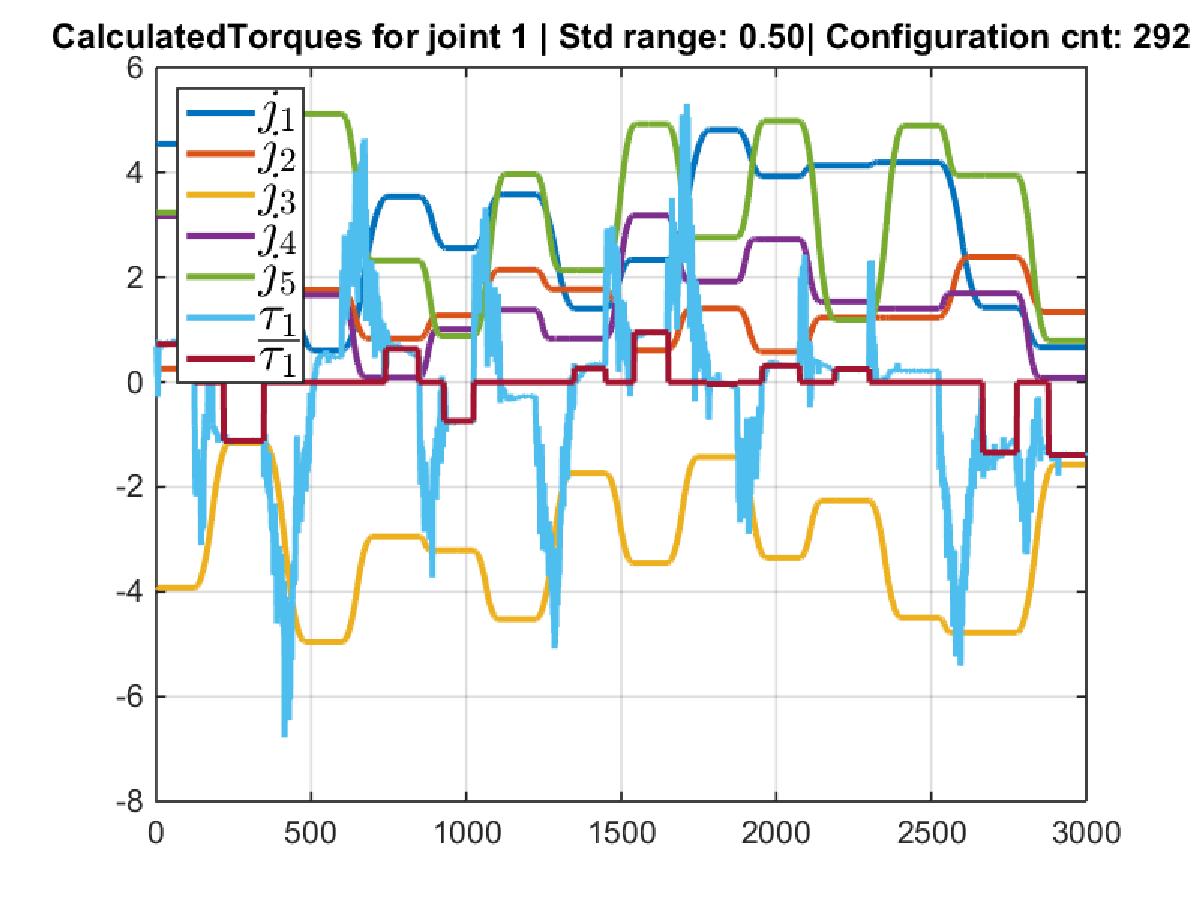 CalculatedTorques for joint 1 | Std range: 0.50| Configuration cnt: 292
6
4
2
0
-2
-4
-6
-8
j₁
j₂
j₃
j₄
j₅
τ₁
τ̅₁
0 500 1000 1500 2000 2500 3000